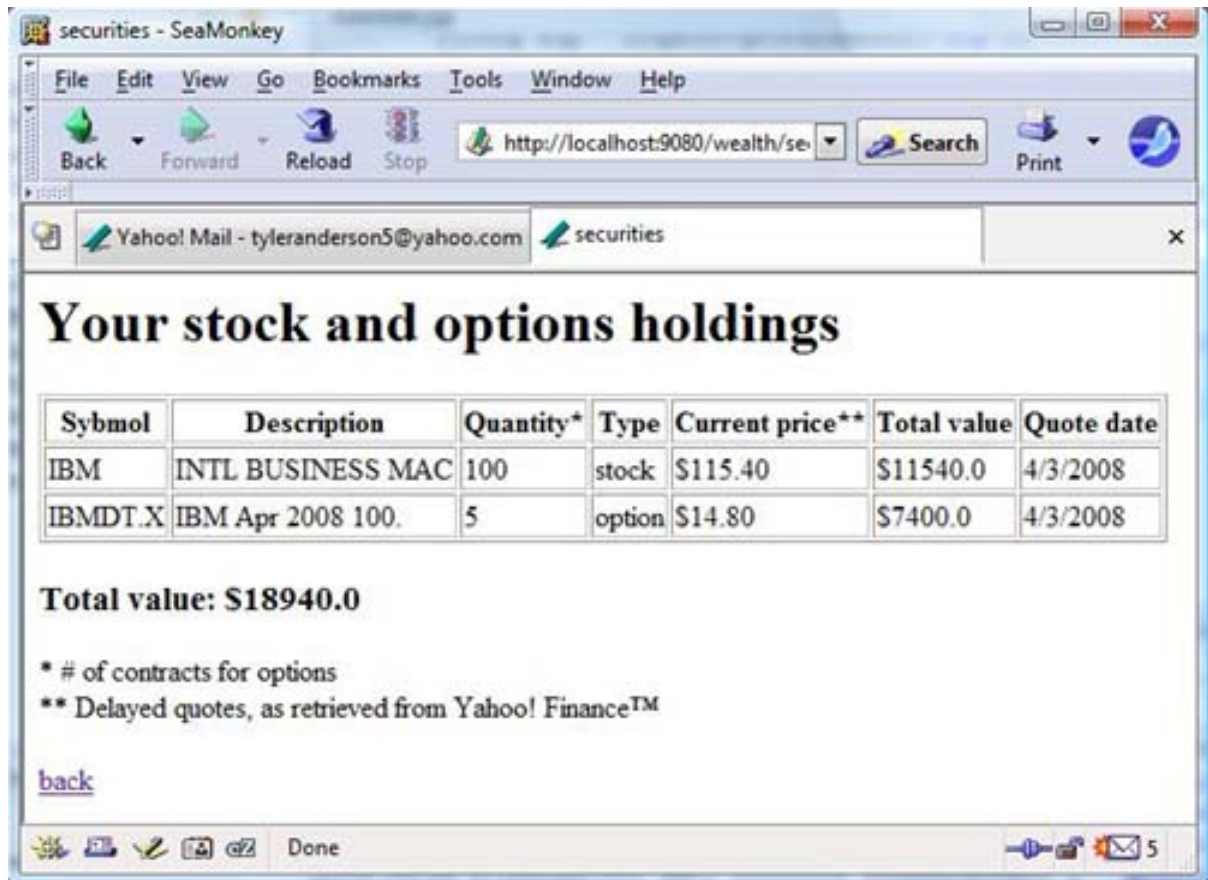 securities - SeaMonkey
File Edit View Go Bookmarks Tools Window Help
Back Forward Reload Stop http://localhost:9080/wealth/se Search Print
Yahoo! Mail - tyleranderson5@yahoo.com securities
Your stock and options holdings
Sybmol Description Quantity* Type Current price** Total value Quote date
IBM INTL BUSINESS MAC 100 stock $115.40 $11540.0 4/3/2008
IBMDT.X IBM Apr 2008 100. 5 option $14.80 $7400.0 4/3/2008
Total value: $18940.0
* # of contracts for options
** Delayed quotes, as retrieved from Yahoo! Finance™
back
Done 5